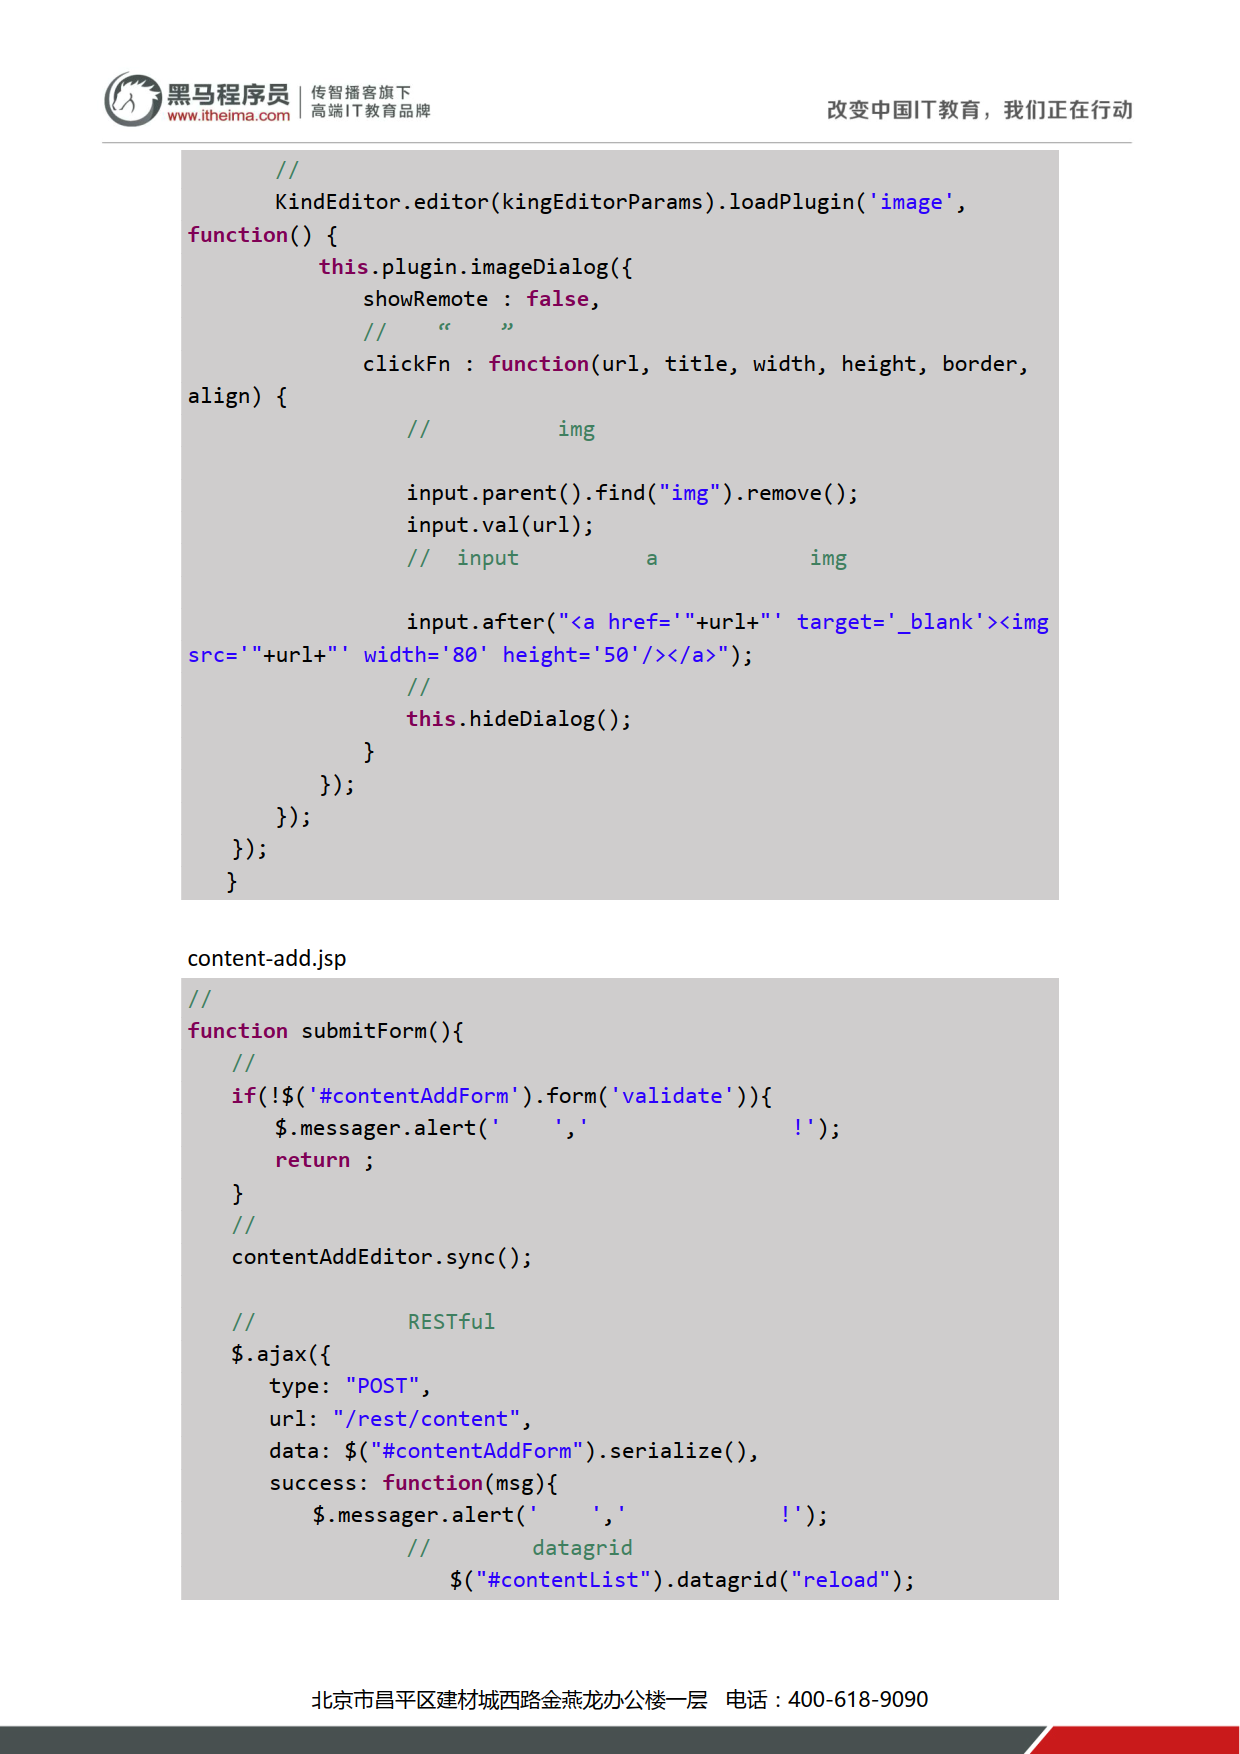 黑马程序员
www.itheima.com
传智播客旗下
高端IT教育品牌
改变中国IT教育，我们正在行动
//
KindEditor.editor(kingEditorParams).loadPlugin('image',
function() {
this.plugin.imageDialog({
showRemote : false,
// “ ”
clickFn : function(url, title, width, height, border,
align) {
// img
input.parent().find("img").remove();
input.val(url);
// input a img
input.after("<a href='"+url+"' target='_blank'><img
src='"+url+"' width='80' height='50'/></a>");
//
this.hideDialog();
}
});
});
});
}
content-add.jsp
//
function submitForm(){
//
if(!$('#contentAddForm').form('validate')){
$.messager.alert(' ',' !');
return ;
}
//
contentAddEditor.sync();
// RESTful
$.ajax({
type: "POST",
url: "/rest/content",
data: $("#contentAddForm").serialize(),
success: function(msg){
$.messager.alert(' ',' !');
// datagrid
$("#contentList").datagrid("reload");
北京市昌平区建材城西路金燕龙办公楼一层 电话：400-618-9090